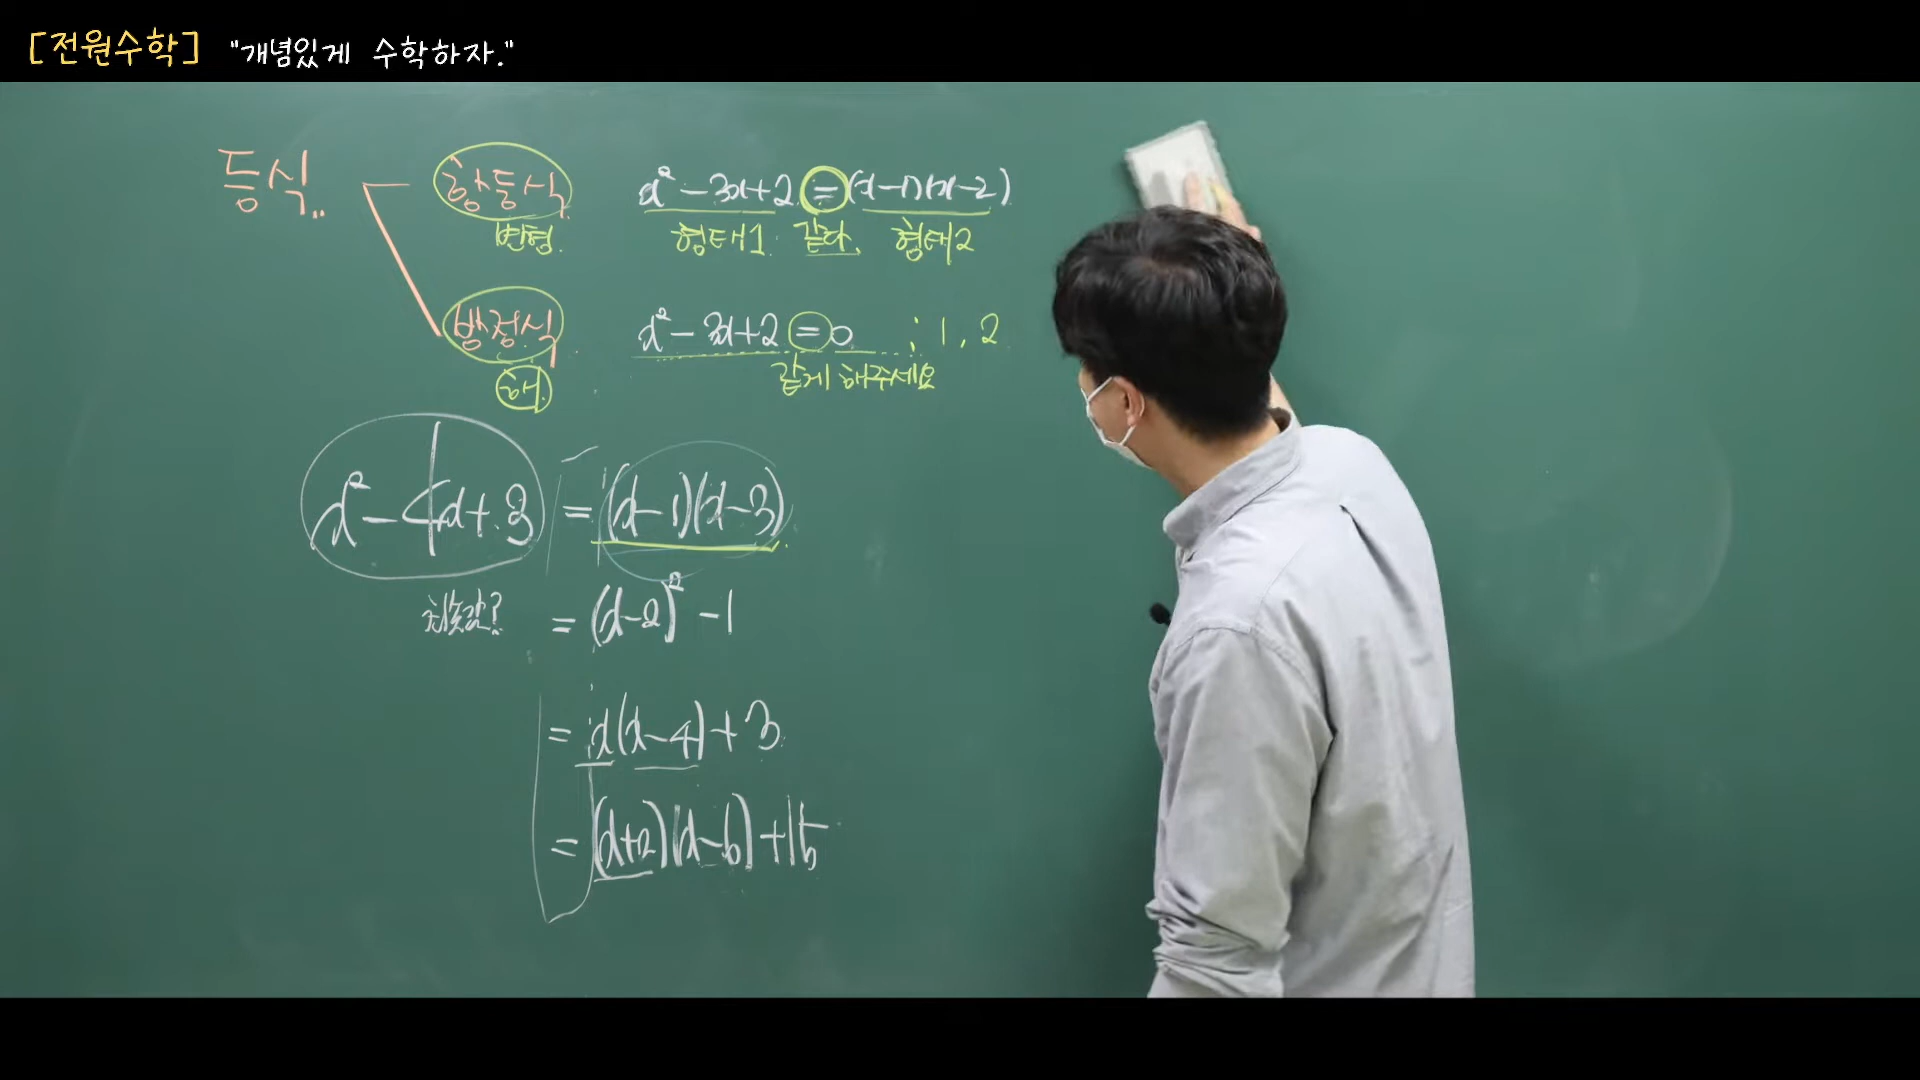 [전원수학] "개념있게 수학하자."
등식..
항등식 x² - 3x + 2 = (x-1)(x-2)
변형. 형태1 같다. 형태2
방정식 x² - 3x + 2 = 0 ; 1, 2
해 같게 해주세요
x² - 4x + 3 = (x-1)(x-3)
최솟값? = (x-2)² - 1
= x(x-4) + 3
= (x+2)(x-6) + 15